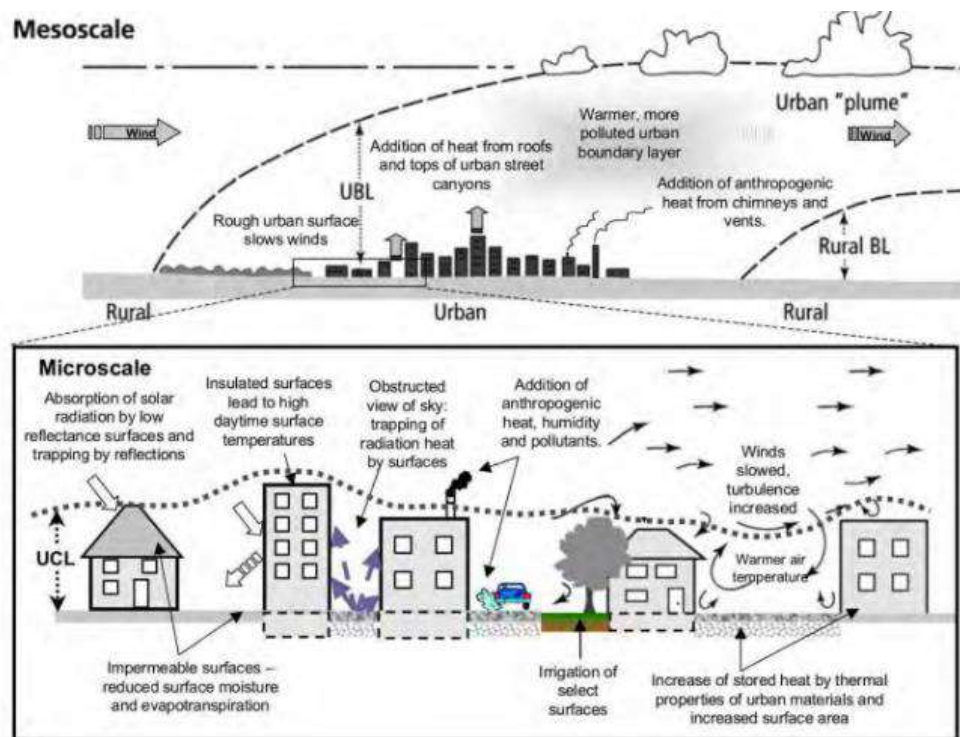 Mesoscale
Wind
Urban "plume"
Wind
Warmer, more
polluted urban
boundary layer
Addition of heat from roofs
and tops of urban street
canyons
UBL
Addition of anthropogenic
heat from chimneys and
vents.
Rough urban surface
slows winds
Rural BL
Rural
Urban
Rural
Microscale
Absorption of solar
radiation by low
reflectance surfaces and
trapping by reflections
Insulated surfaces
lead to high
daytime surface
temperatures
Obstructed
view of sky:
trapping of
radiation heat
by surfaces
Addition of
anthropogenic
heat, humidity
and pollutants.
Winds
slowed,
turbulence
increased
UCL
Warmer air
temperature
Impermeable surfaces –
reduced surface moisture
and evapotranspiration
Irrigation of
select
surfaces
Increase of stored heat by thermal
properties of urban materials and
increased surface area